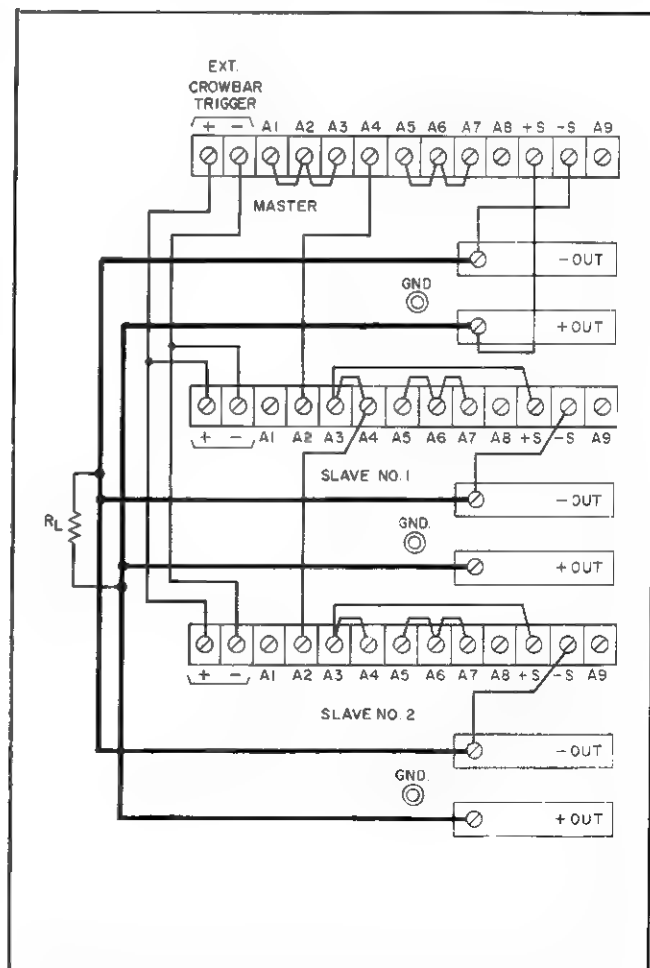 EXT.
CROWBAR
TRIGGER
+ − A1 A2 A3 A4 A5 A6 A7 A8 +S −S A9
MASTER
−OUT
GND
+OUT
+ − A1 A2 A3 A4 A5 A6 A7 A8 +S −S A9
SLAVE NO. 1
−OUT
RL
GND.
+OUT
+ − A1 A2 A3 A4 A5 A6 A7 A8 +S −S A9
SLAVE NO. 2
−OUT
GND.
+OUT